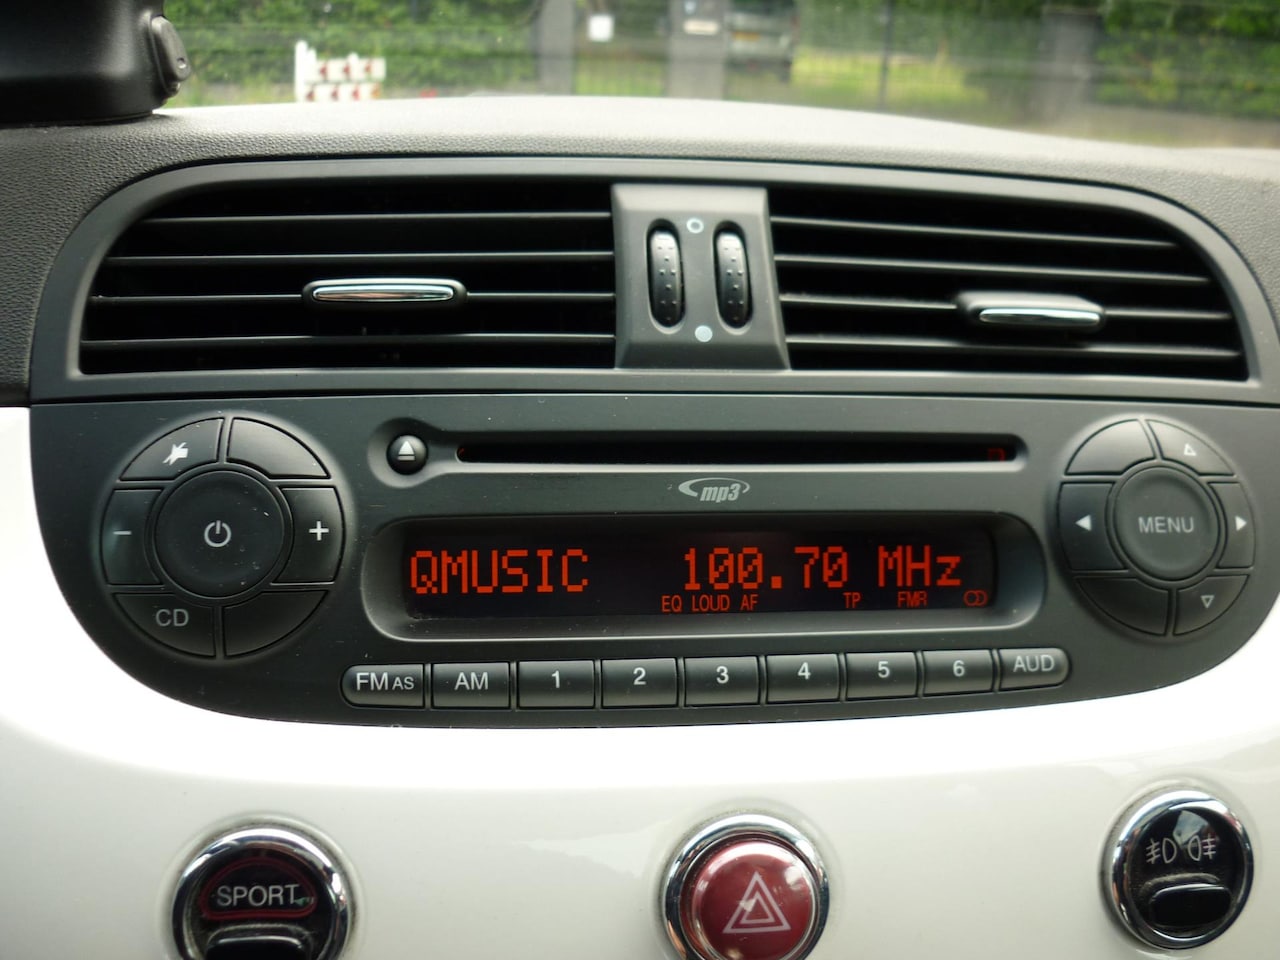 mp3
QMUSIC 100.70 MHz
EQ LOUD AF TP FMR CD
MENU
CD
FM AS AM 1 2 3 4 5 6 AUD
SPORT